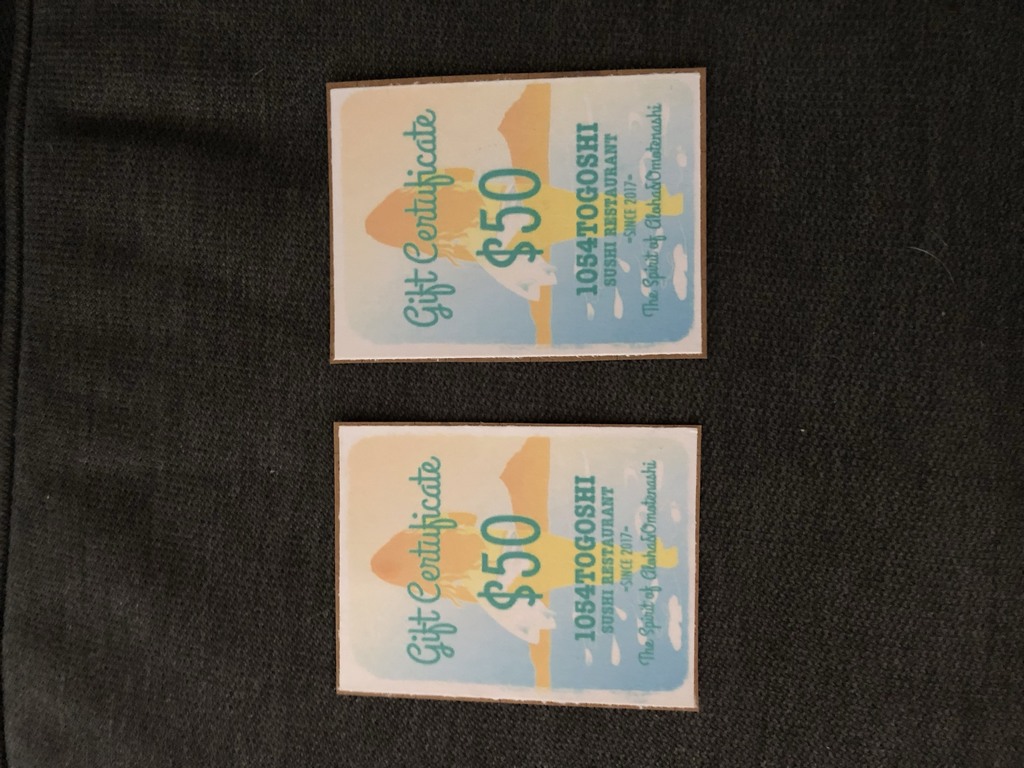 Gift Certificate
$50
1054TOGOSHI
SUSHI RESTAURANT
-SINCE 2017-
The Spirit of Aloha&Omotenashi
Gift Certificate
$50
1054TOGOSHI
SUSHI RESTAURANT
-SINCE 2017-
The Spirit of Aloha&Omotenashi